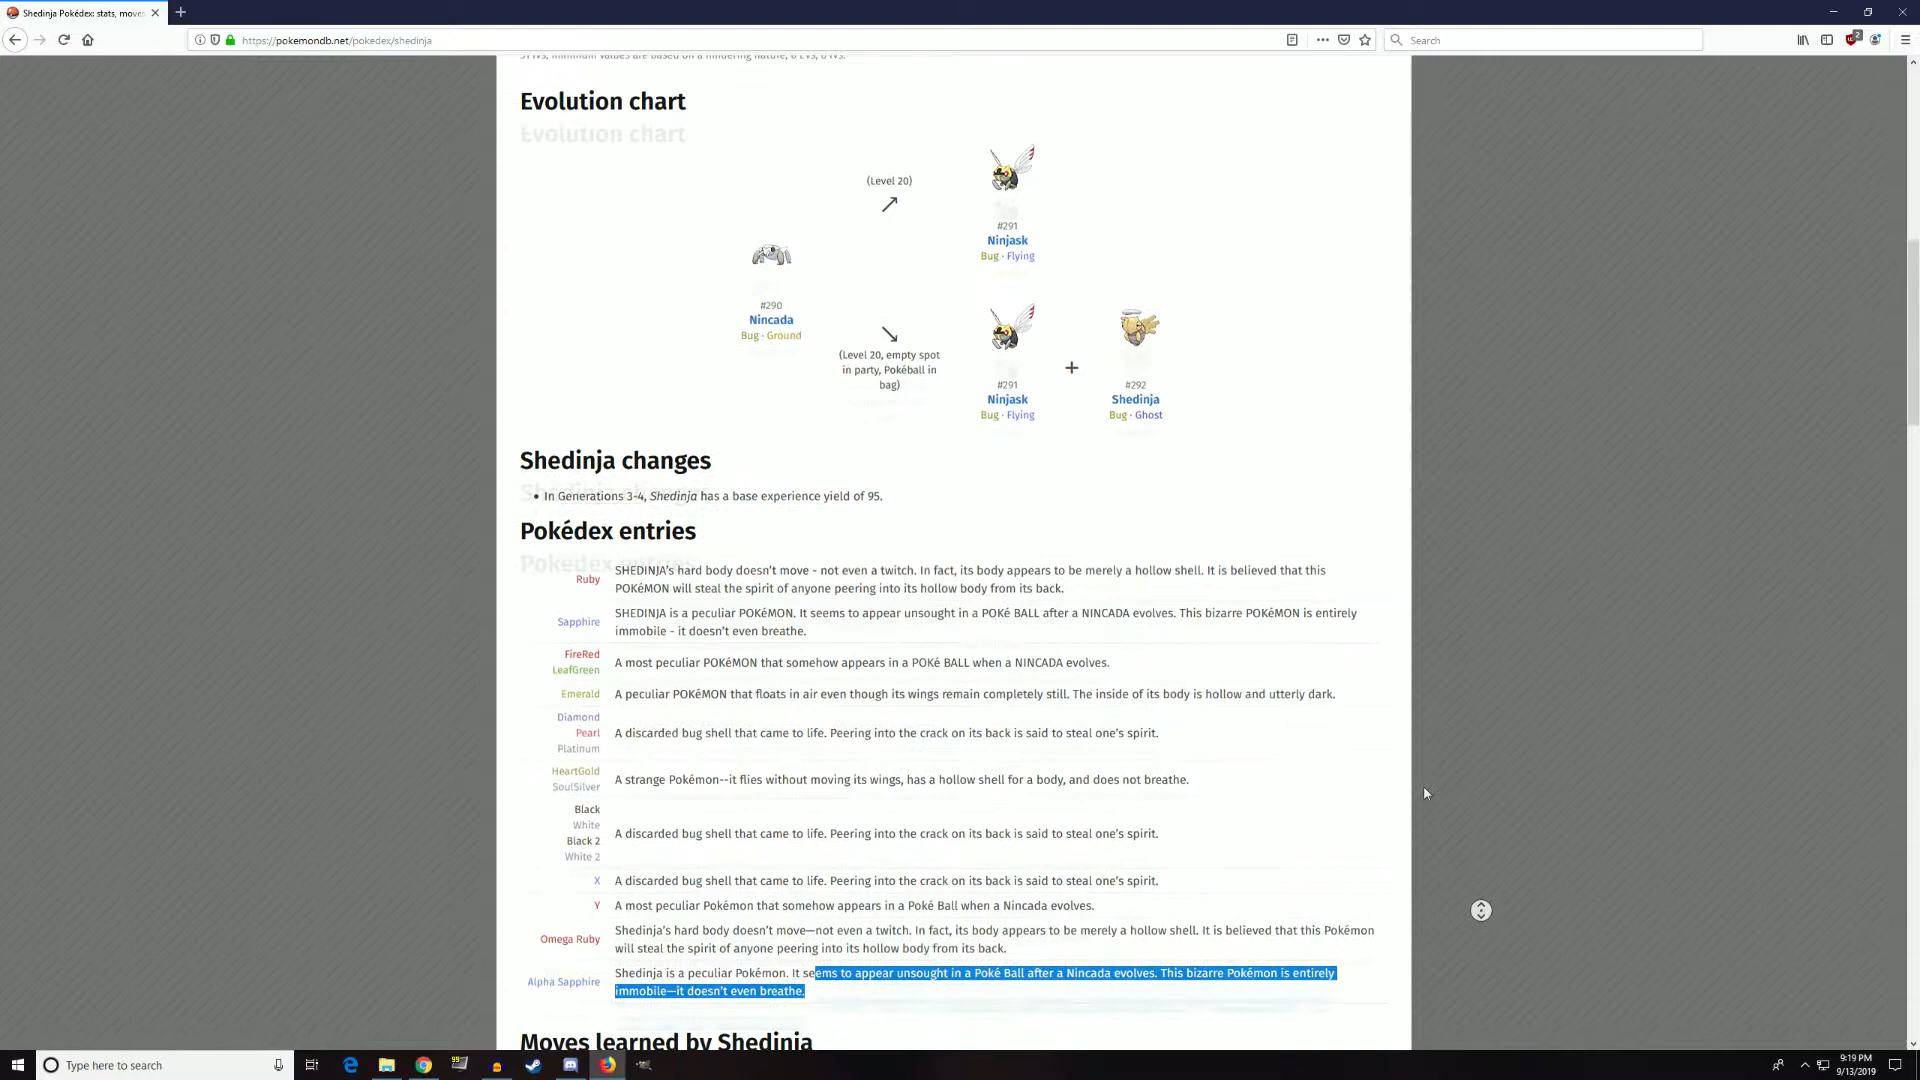 Shedinja Pokédex: stats, moves
https://pokemondb.net/pokedex/shedinja
Search
2
Evolution chart
Evolution chart
(Level 20)
#291
Ninjask
Bug · Flying
#290
Nincada
Bug · Ground
(Level 20, empty spot
in party, Pokéball in
bag)
#291
Ninjask
Bug · Flying
+
#292
Shedinja
Bug · Ghost
Shedinja changes
• In Generations 3-4, Shedinja has a base experience yield of 95.
Pokédex entries
Pokédex entries
Ruby
SHEDINJA's hard body doesn't move - not even a twitch. In fact, its body appears to be merely a hollow shell. It is believed that this
POKéMON will steal the spirit of anyone peering into its hollow body from its back.
Sapphire
SHEDINJA is a peculiar POKéMON. It seems to appear unsought in a POKé BALL after a NINCADA evolves. This bizarre POKéMON is entirely
immobile - it doesn't even breathe.
FireRed
LeafGreen
A most peculiar POKéMON that somehow appears in a POKé BALL when a NINCADA evolves.
Emerald
A peculiar POKéMON that floats in air even though its wings remain completely still. The inside of its body is hollow and utterly dark.
Diamond
Pearl
Platinum
A discarded bug shell that came to life. Peering into the crack on its back is said to steal one's spirit.
HeartGold
SoulSilver
A strange Pokémon--it flies without moving its wings, has a hollow shell for a body, and does not breathe.
Black
White
Black 2
White 2
A discarded bug shell that came to life. Peering into the crack on its back is said to steal one's spirit.
X
A discarded bug shell that came to life. Peering into the crack on its back is said to steal one's spirit.
Y
A most peculiar Pokémon that somehow appears in a Poké Ball when a Nincada evolves.
Omega Ruby
Shedinja's hard body doesn't move—not even a twitch. In fact, its body appears to be merely a hollow shell. It is believed that this Pokémon
will steal the spirit of anyone peering into its hollow body from its back.
Alpha Sapphire
Shedinja is a peculiar Pokémon. It seems to appear unsought in a Poké Ball after a Nincada evolves. This bizarre Pokémon is entirely
immobile—it doesn't even breathe.
Moves learned by Shedinja
Type here to search
99
9:19 PM
9/13/2019